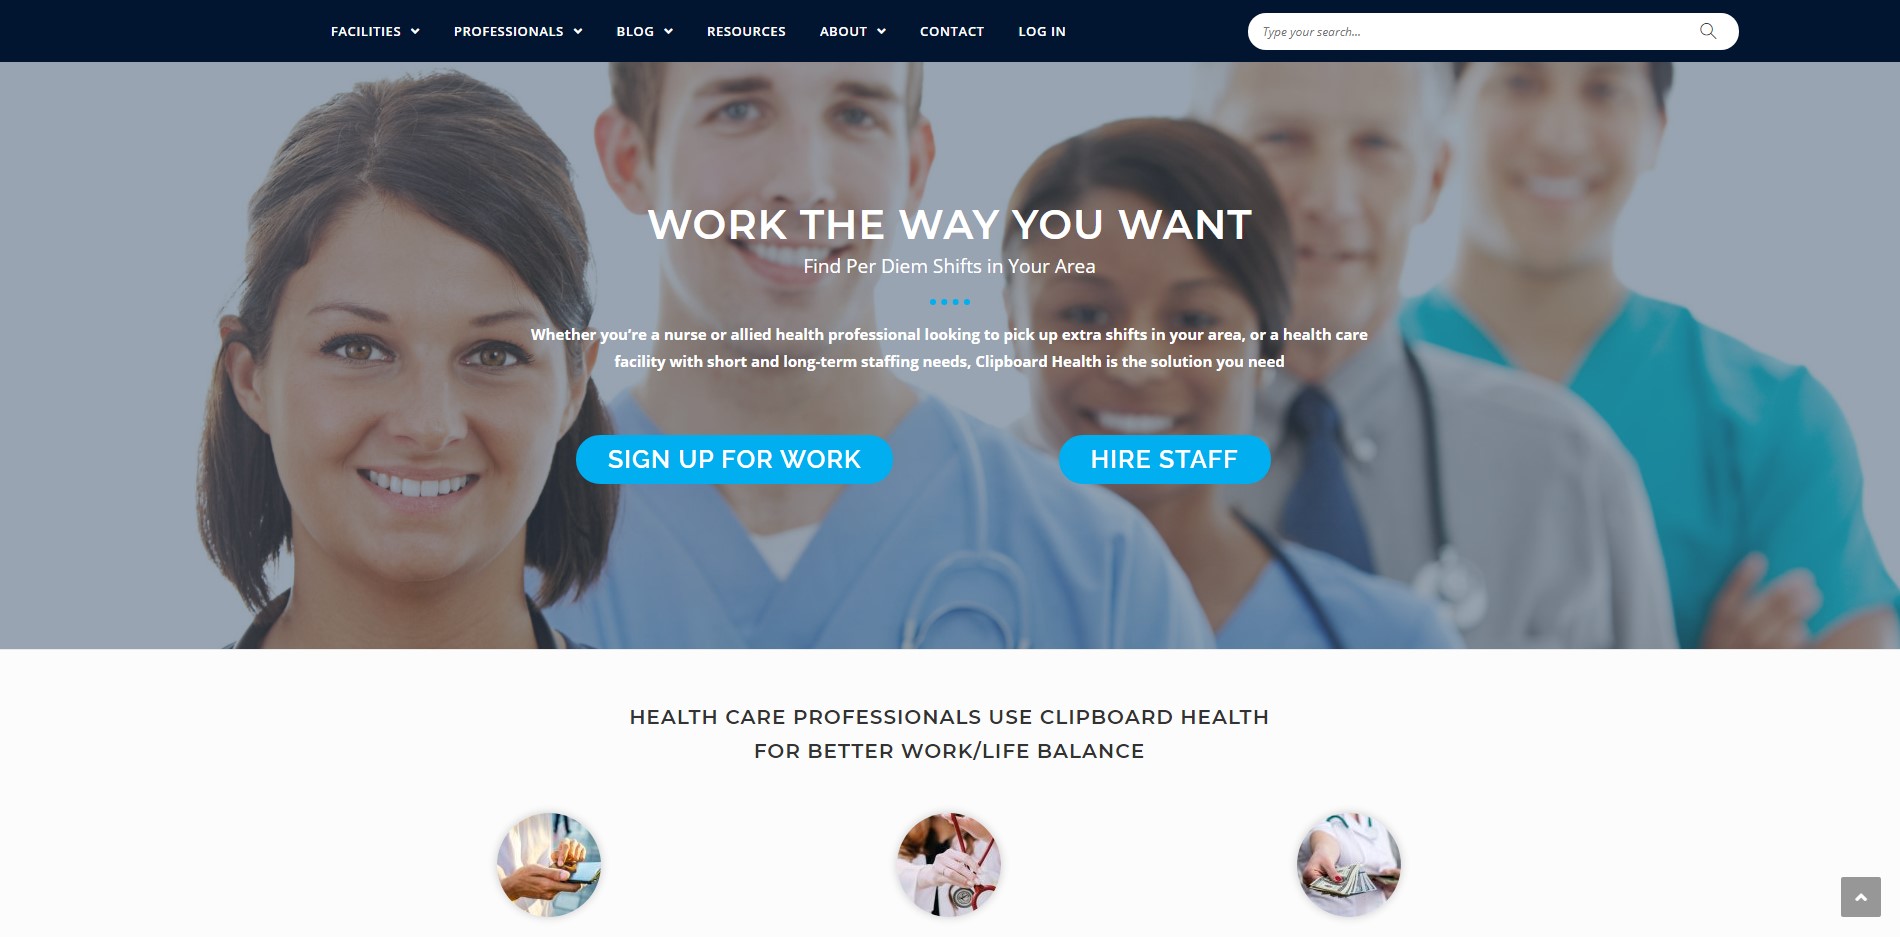 FACILITIES PROFESSIONALS BLOG RESOURCES ABOUT CONTACT LOG IN Type your search...
WORK THE WAY YOU WANT
Find Per Diem Shifts in Your Area
Whether you’re a nurse or allied health professional looking to pick up extra shifts in your area, or a health care
facility with short and long-term staffing needs, Clipboard Health is the solution you need
SIGN UP FOR WORK HIRE STAFF
HEALTH CARE PROFESSIONALS USE CLIPBOARD HEALTH
FOR BETTER WORK/LIFE BALANCE